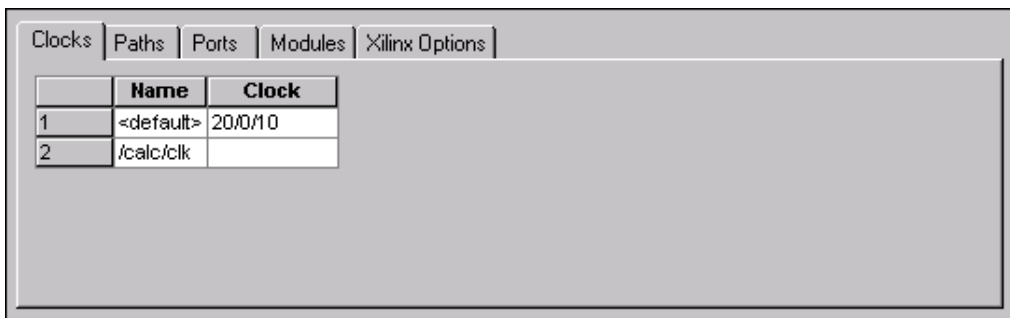 Clocks Paths Ports Modules Xilinx Options
Name Clock
1 <default> 20/0/10
2 /calc/clk